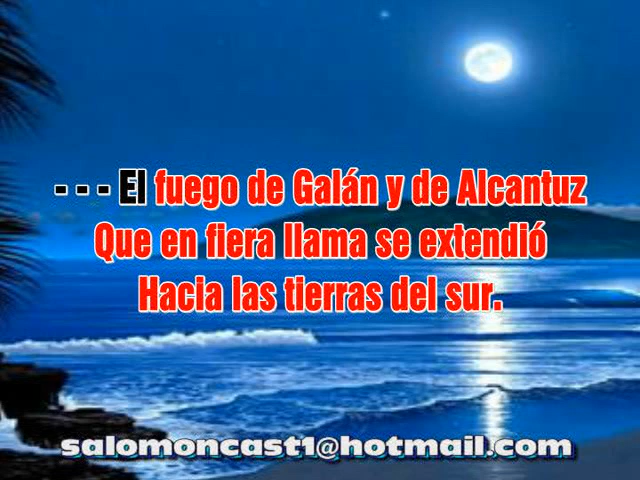 - - - El fuego de Galán y de Alcantuz
Que en fiera llama se extendió
Hacia las tierras del sur.
salomoncast1@hotmail.com